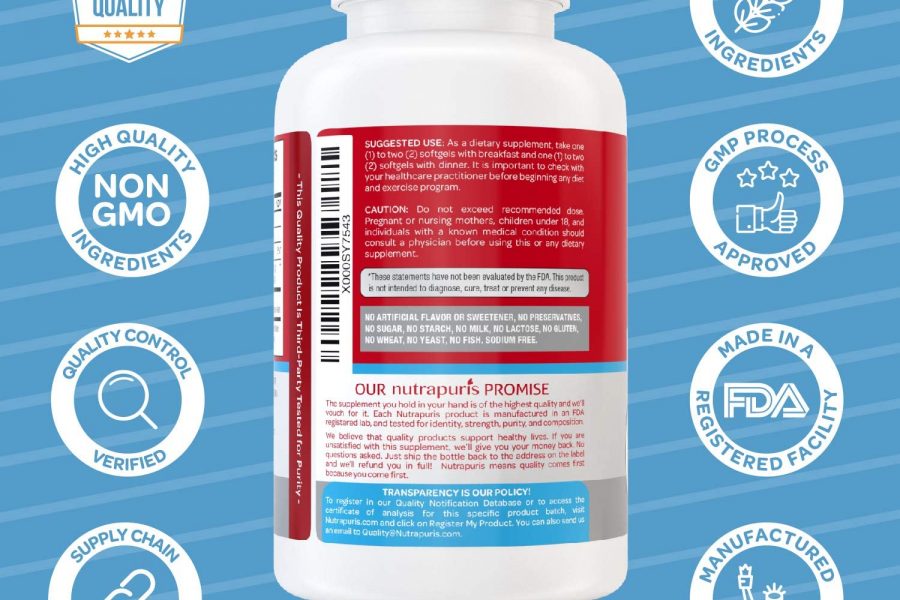 QUALITY
HIGH QUALITY
NON
GMO
INGREDIENTS
QUALITY CONTROL
VERIFIED
SUPPLY CHAIN
- This Quality Product Is Third-Party Tested for Purity -
X000SY7543
SUGGESTED USE: As a dietary supplement, take one
(1) to two (2) softgels with breakfast and one (1) to two
(2) softgels with dinner. It is important to check with
your healthcare practitioner before beginning any diet
and exercise program.
CAUTION: Do not exceed recommended dose.
Pregnant or nursing mothers, children under 18, and
individuals with a known medical condition should
consult a physician before using this or any dietary
supplement.
*These statements have not been evaluated by the FDA. This product
is not intended to diagnose, cure, treat or prevent any disease.
NO ARTIFICIAL FLAVOR OR SWEETENER, NO PRESERVATIVES,
NO SUGAR, NO STARCH, NO MILK, NO LACTOSE, NO GLUTEN,
NO WHEAT, NO YEAST, NO FISH, SODIUM FREE.
OUR nutrapuris PROMISE
The supplement you hold in your hand is of the highest quality and we'll
vouch for it. Each Nutrapuris product is manufactured in an FDA
registered lab, and tested for identity, strength, purity, and composition.
We believe that quality products support healthy lives. If you are
unsatisfied with this supplement, we'll give you your money back. No
questions asked. Just ship the bottle back to the address on the label
and we'll refund you in full! Nutrapuris means quality comes first
because you come first.
TRANSPARENCY IS OUR POLICY!
To register in our Quality Notification Database or to access the
certificate of analysis for this specific product batch, visit
Nutrapuris.com and click on Register My Product. You can also send us
an email to Quality@Nutrapuris.com.
INGREDIENTS
GMP PROCESS
APPROVED
MADE IN A
FDA
REGISTERED FACILITY
MANUFACTURED